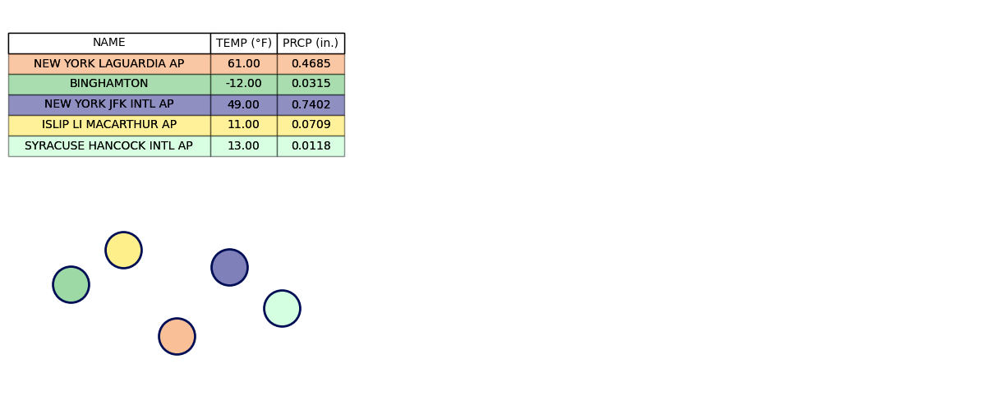 NAME TEMP (°F) PRCP (in.)
NEW YORK LAGUARDIA AP 61.00 0.4685
BINGHAMTON -12.00 0.0315
NEW YORK JFK INTL AP 49.00 0.7402
ISLIP LI MACARTHUR AP 11.00 0.0709
SYRACUSE HANCOCK INTL AP 13.00 0.0118